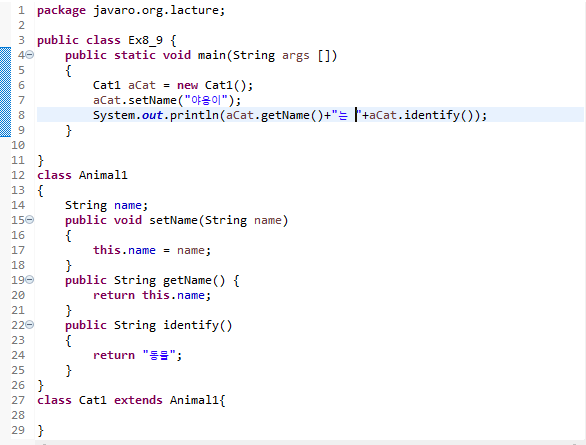 1 package javaro.org.lacture;
2
3 public class Ex8_9 {
4 public static void main(String args [])
5 {
6 Cat1 aCat = new Cat1();
7 aCat.setName("야옹이");
8 System.out.println(aCat.getName()+"는 "+aCat.identify());
9 }
10
11 }
12 class Animal1
13 {
14 String name;
15 public void setName(String name)
16 {
17 this.name = name;
18 }
19 public String getName() {
20 return this.name;
21 }
22 public String identify()
23 {
24 return "동물";
25 }
26 }
27 class Cat1 extends Animal1{
28
29 }